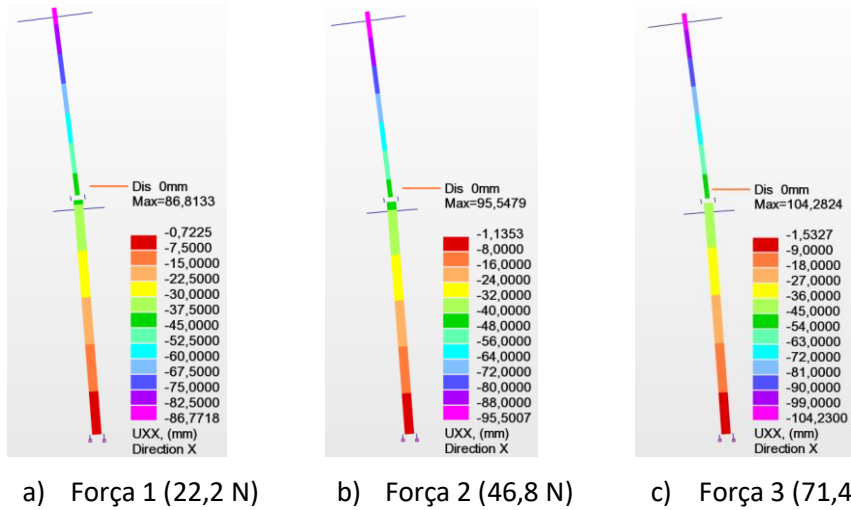 Dis 0mm
Max=86,8133
-0,7225
-7,5000
-15,0000
-22,5000
-30,0000
-37,5000
-45,0000
-52,5000
-60,0000
-67,5000
-75,0000
-82,5000
-86,7718
UXX, (mm)
Direction X
Dis 0mm
Max=95,5479
-1,1353
-8,0000
-16,0000
-24,0000
-32,0000
-40,0000
-48,0000
-56,0000
-64,0000
-72,0000
-80,0000
-88,0000
-95,5007
UXX, (mm)
Direction X
Dis 0mm
Max=104,2824
-1,5327
-9,0000
-18,0000
-27,0000
-36,0000
-45,0000
-54,0000
-63,0000
-72,0000
-81,0000
-90,0000
-99,0000
-104,2300
UXX, (mm)
Direction X
a) Força 1 (22,2 N)
b) Força 2 (46,8 N)
c) Força 3 (71,4